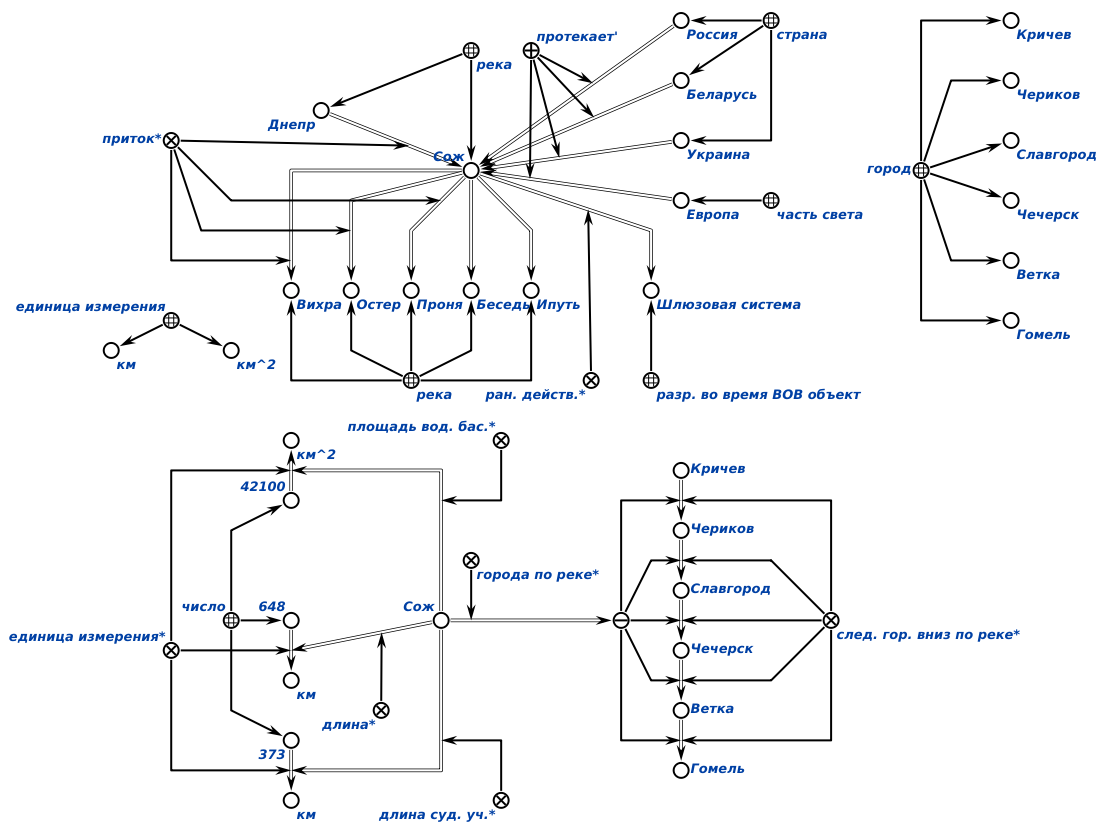 Россия
страна
Кричев
протекает'
река
Беларусь
Чериков
Днепр
приток*
Сож
Украина
Славгород
город
Европа
часть света
Чечерск
Ветка
единица измерения
Вихра
Остер
Проня
Беседь
Ипуть
Шлюзовая система
Гомель
км
км^2
река
ран. действ.*
разр. во время ВОВ объект
площадь вод. бас.*
км^2
Кричев
42100
Чериков
города по реке*
Славгород
число
648
Сож
единица измерения*
след. гор. вниз по реке*
Чечерск
км
Ветка
длина*
373
Гомель
км
длина суд. уч.*